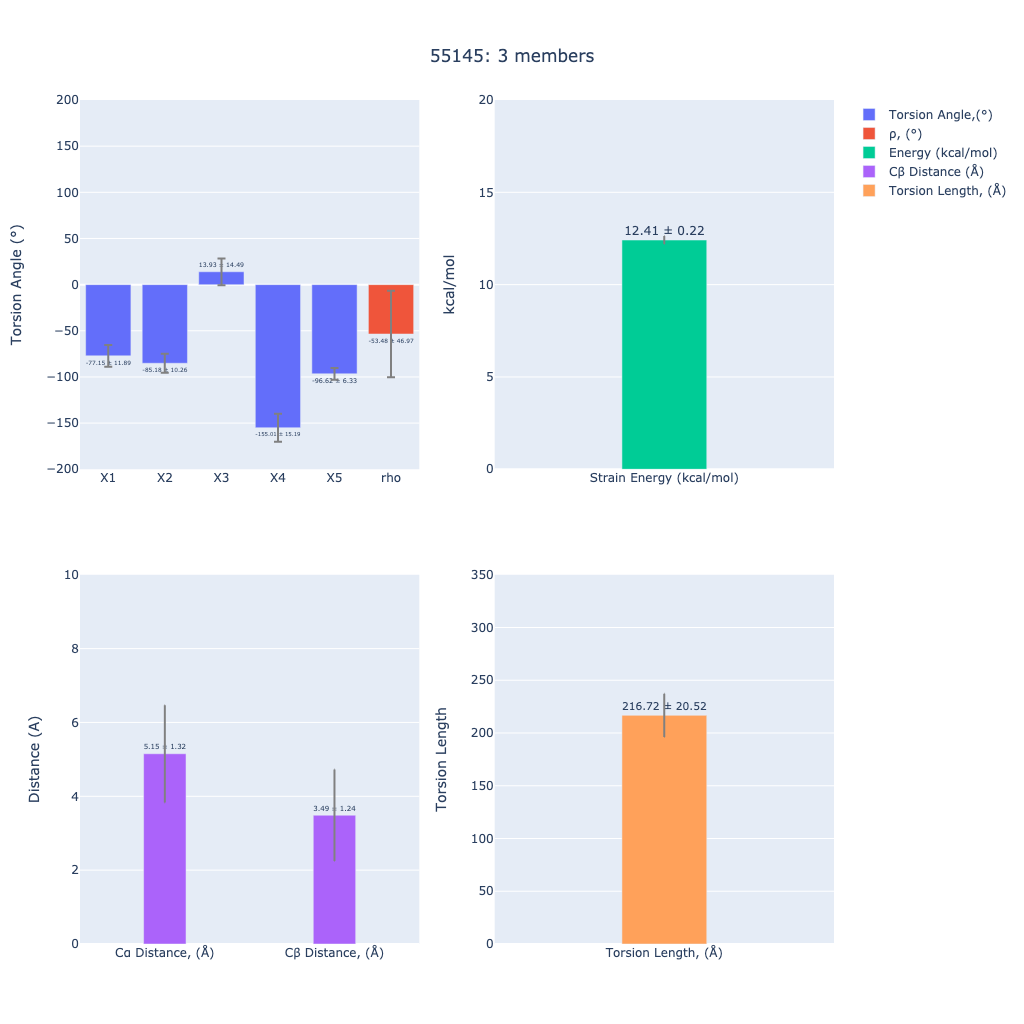 55145: 3 members
Torsion Angle (°)
200
150
100
50
0
−50
−100
−150
−200
-77.15 ± 11.89
-85.18 ± 10.26
13.93 ± 14.49
-155.01 ± 15.19
-96.62 ± 6.33
-53.48 ± 46.97
X1 X2 X3 X4 X5 rho
kcal/mol
20
15
10
5
0
12.41 ± 0.22
Strain Energy (kcal/mol)
Torsion Angle,(°)
ρ, (°)
Energy (kcal/mol)
Cβ Distance (Å)
Torsion Length, (Å)
Distance (A)
10
8
6
4
2
0
5.15 ± 1.32
3.49 ± 1.24
Cα Distance, (Å) Cβ Distance, (Å)
Torsion Length
350
300
250
200
150
100
50
0
216.72 ± 20.52
Torsion Length, (Å)